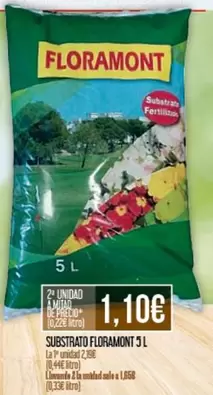 FLORAMONT
Substrato
Fertilizado
5 L
2ª UNIDAD
A MITAD
DE PRECIO*
(0,22€ litro)
1,10€
SUBSTRATO FLORAMONT 5 L
La 1ª unidad 2,19€
(0,44€ litro)
Llevando 2 la unidad sale a 1,65€
(0,33€ litro)